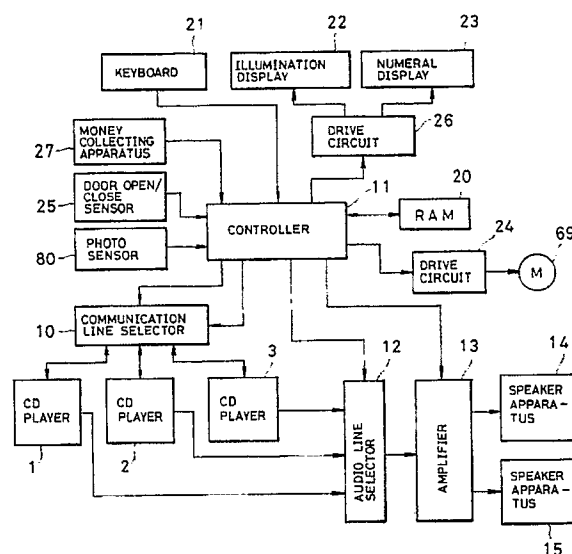 21
22
23
KEYBOARD
ILLUMINATION
DISPLAY
NUMERAL
DISPLAY
MONEY
COLLECTING
APPARATUS
27
DRIVE
CIRCUIT
26
DOOR OPEN/
CLOSE
SENSOR
25
11
20
CONTROLLER
RAM
PHOTO
SENSOR
80
24
69
DRIVE
CIRCUIT
M
COMMUNICATION
LINE SELECTOR
10
3
12
13
14
CD
PLAYER
1
CD
PLAYER
2
CD
PLAYER
AUDIO LINE
SELECTOR
AMPLIFIER
SPEAKER
APPARA-
TUS
SPEAKER
APPARA-
TUS
15